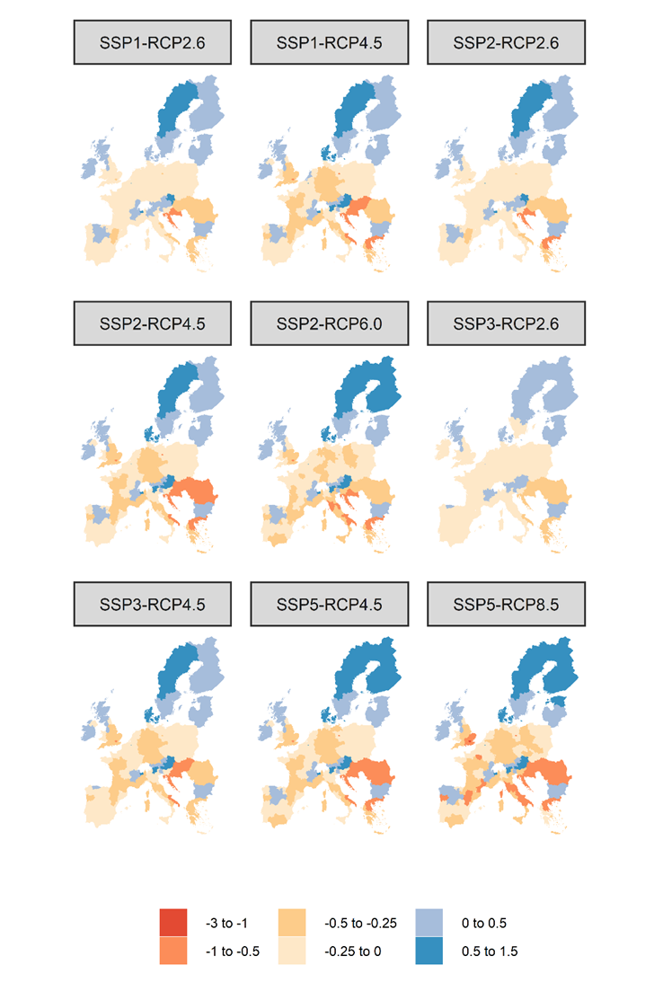 SSP1-RCP2.6 SSP1-RCP4.5 SSP2-RCP2.6
SSP2-RCP4.5 SSP2-RCP6.0 SSP3-RCP2.6
SSP3-RCP4.5 SSP5-RCP4.5 SSP5-RCP8.5
-3 to -1 -0.5 to -0.25 0 to 0.5
-1 to -0.5 -0.25 to 0 0.5 to 1.5